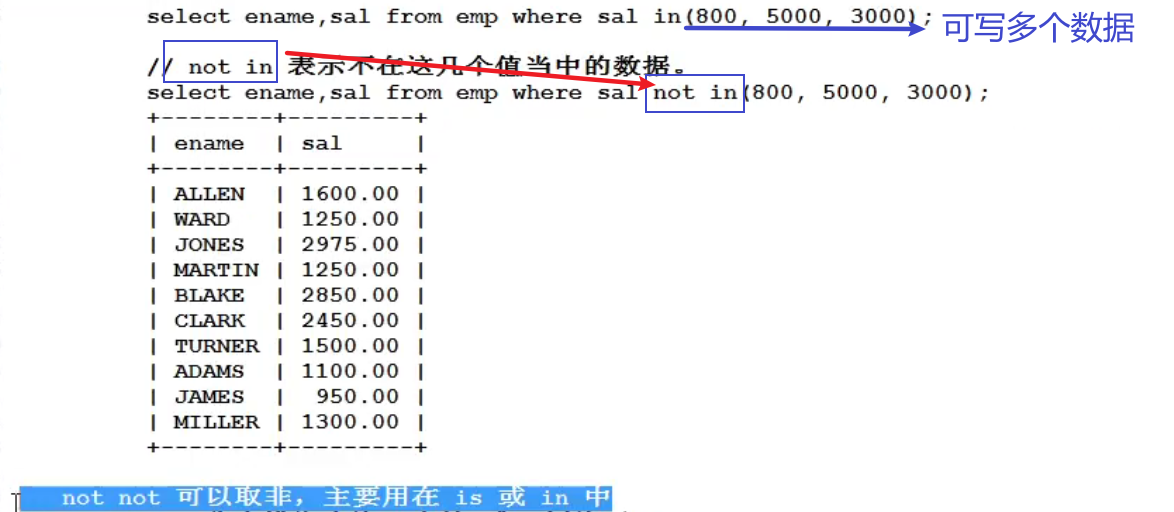 select ename,sal from emp where sal in(800, 5000, 3000);
可写多个数据
// not in 表示不在这几个值当中的数据。
select ename,sal from emp where sal not in(800, 5000, 3000);
+--------+---------+
| ename  | sal     |
+--------+---------+
| ALLEN  | 1600.00 |
| WARD   | 1250.00 |
| JONES  | 2975.00 |
| MARTIN | 1250.00 |
| BLAKE  | 2850.00 |
| CLARK  | 2450.00 |
| TURNER | 1500.00 |
| ADAMS  | 1100.00 |
| JAMES  |  950.00 |
| MILLER | 1300.00 |
+--------+---------+
not not 可以取非，主要用在 is 或 in 中